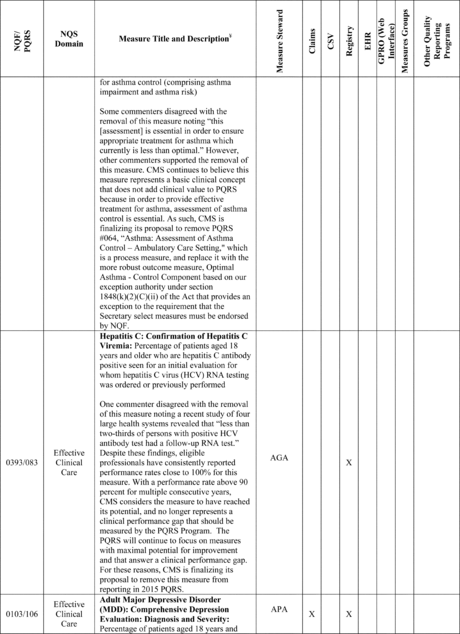 NQF/
PQRS
NQS
Domain
Measure Title and Description¥
Measure Steward
Claims
CSV
Registry
EHR
GPRO (Web
Interface)
Measures Groups
Other Quality
Reporting
Programs
for asthma control (comprising asthma
impairment and asthma risk)
Some commenters disagreed with the
removal of this measure noting “this
[assessment] is essential in order to ensure
appropriate treatment for asthma which
currently is less than optimal.” However,
other commenters supported the removal of
this measure. CMS continues to believe this
measure represents a basic clinical concept
that does not add clinical value to PQRS
because in order to provide effective
treatment for asthma, assessment of asthma
control is essential. As such, CMS is
finalizing its proposal to remove PQRS
#064, “Asthma: Assessment of Asthma
Control – Ambulatory Care Setting," which
is a process measure, and replace it with the
more robust outcome measure, Optimal
Asthma - Control Component based on our
exception authority under section
1848(k)(2)(C)(ii) of the Act that provides an
exception to the requirement that the
Secretary select measures must be endorsed
by NQF.
0393/083
Effective
Clinical
Care
Hepatitis C: Confirmation of Hepatitis C
Viremia: Percentage of patients aged 18
years and older who are hepatitis C antibody
positive seen for an initial evaluation for
whom hepatitis C virus (HCV) RNA testing
was ordered or previously performed
One commenter disagreed with the removal
of this measure noting a recent study of four
large health systems revealed that “less than
two-thirds of persons with positive HCV
antibody test had a follow-up RNA test.”
Despite these findings, eligible
professionals have consistently reported
performance rates close to 100% for this
measure. With a performance rate above 90
percent for multiple consecutive years,
CMS considers the measure to have reached
its potential, and no longer represents a
clinical performance gap that should be
measured by the PQRS Program. The
PQRS will continue to focus on measures
with maximal potential for improvement
and that answer a clinical performance gap.
For these reasons, CMS is finalizing its
proposal to remove this measure from
reporting in 2015 PQRS.
AGA
X
0103/106
Effective
Clinical
Care
Adult Major Depressive Disorder
(MDD): Comprehensive Depression
Evaluation: Diagnosis and Severity:
Percentage of patients aged 18 years and
APA
X
X